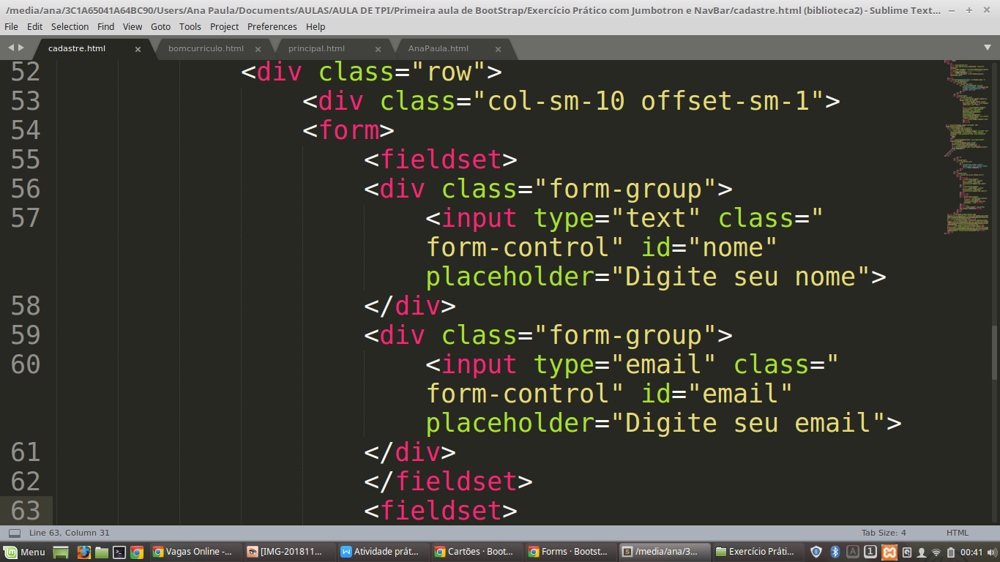 /media/ana/3C1A65041A64BC90/Users/Ana Paula/Documents/AULAS/AULA DE TPI/Primeira aula de BootStrap/Exercício Prático com Jumbotron e NavBar/cadastre.html (biblioteca2) - Sublime Text...
File Edit Selection Find View Goto Tools Project Preferences Help
cadastre.html bomcurriculo.html principal.html AnaPaula.html
52 <div class="row">
53 <div class="col-sm-10 offset-sm-1">
54 <form>
55 <fieldset>
56 <div class="form-group">
57 <input type="text" class="
form-control" id="nome"
placeholder="Digite seu nome">
58 </div>
59 <div class="form-group">
60 <input type="email" class="
form-control" id="email"
placeholder="Digite seu email">
61 </div>
62 </fieldset>
63 <fieldset>
Line 63, Column 31 Tab Size: 4 HTML
Menu Vagas Online -... [[IMG-201811... Atividade prát... Cartões · Boot... Forms · Bootst... /media/ana/3... Exercício Práti... A 1 00:41